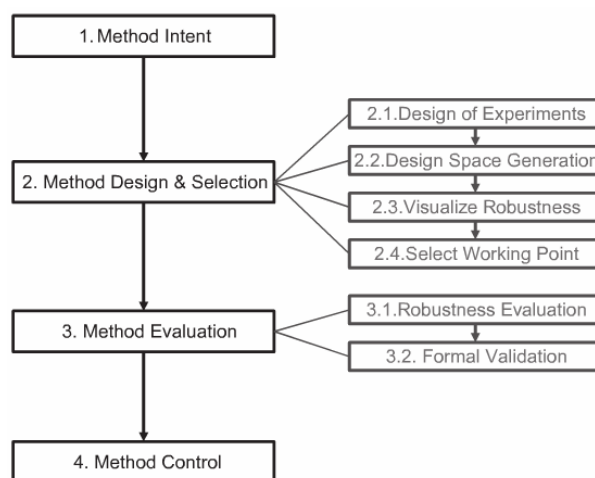 1. Method Intent
2. Method Design & Selection
2.1.Design of Experiments
2.2.Design Space Generation
2.3.Visualize Robustness
2.4.Select Working Point
3. Method Evaluation
3.1.Robustness Evaluation
3.2. Formal Validation
4. Method Control